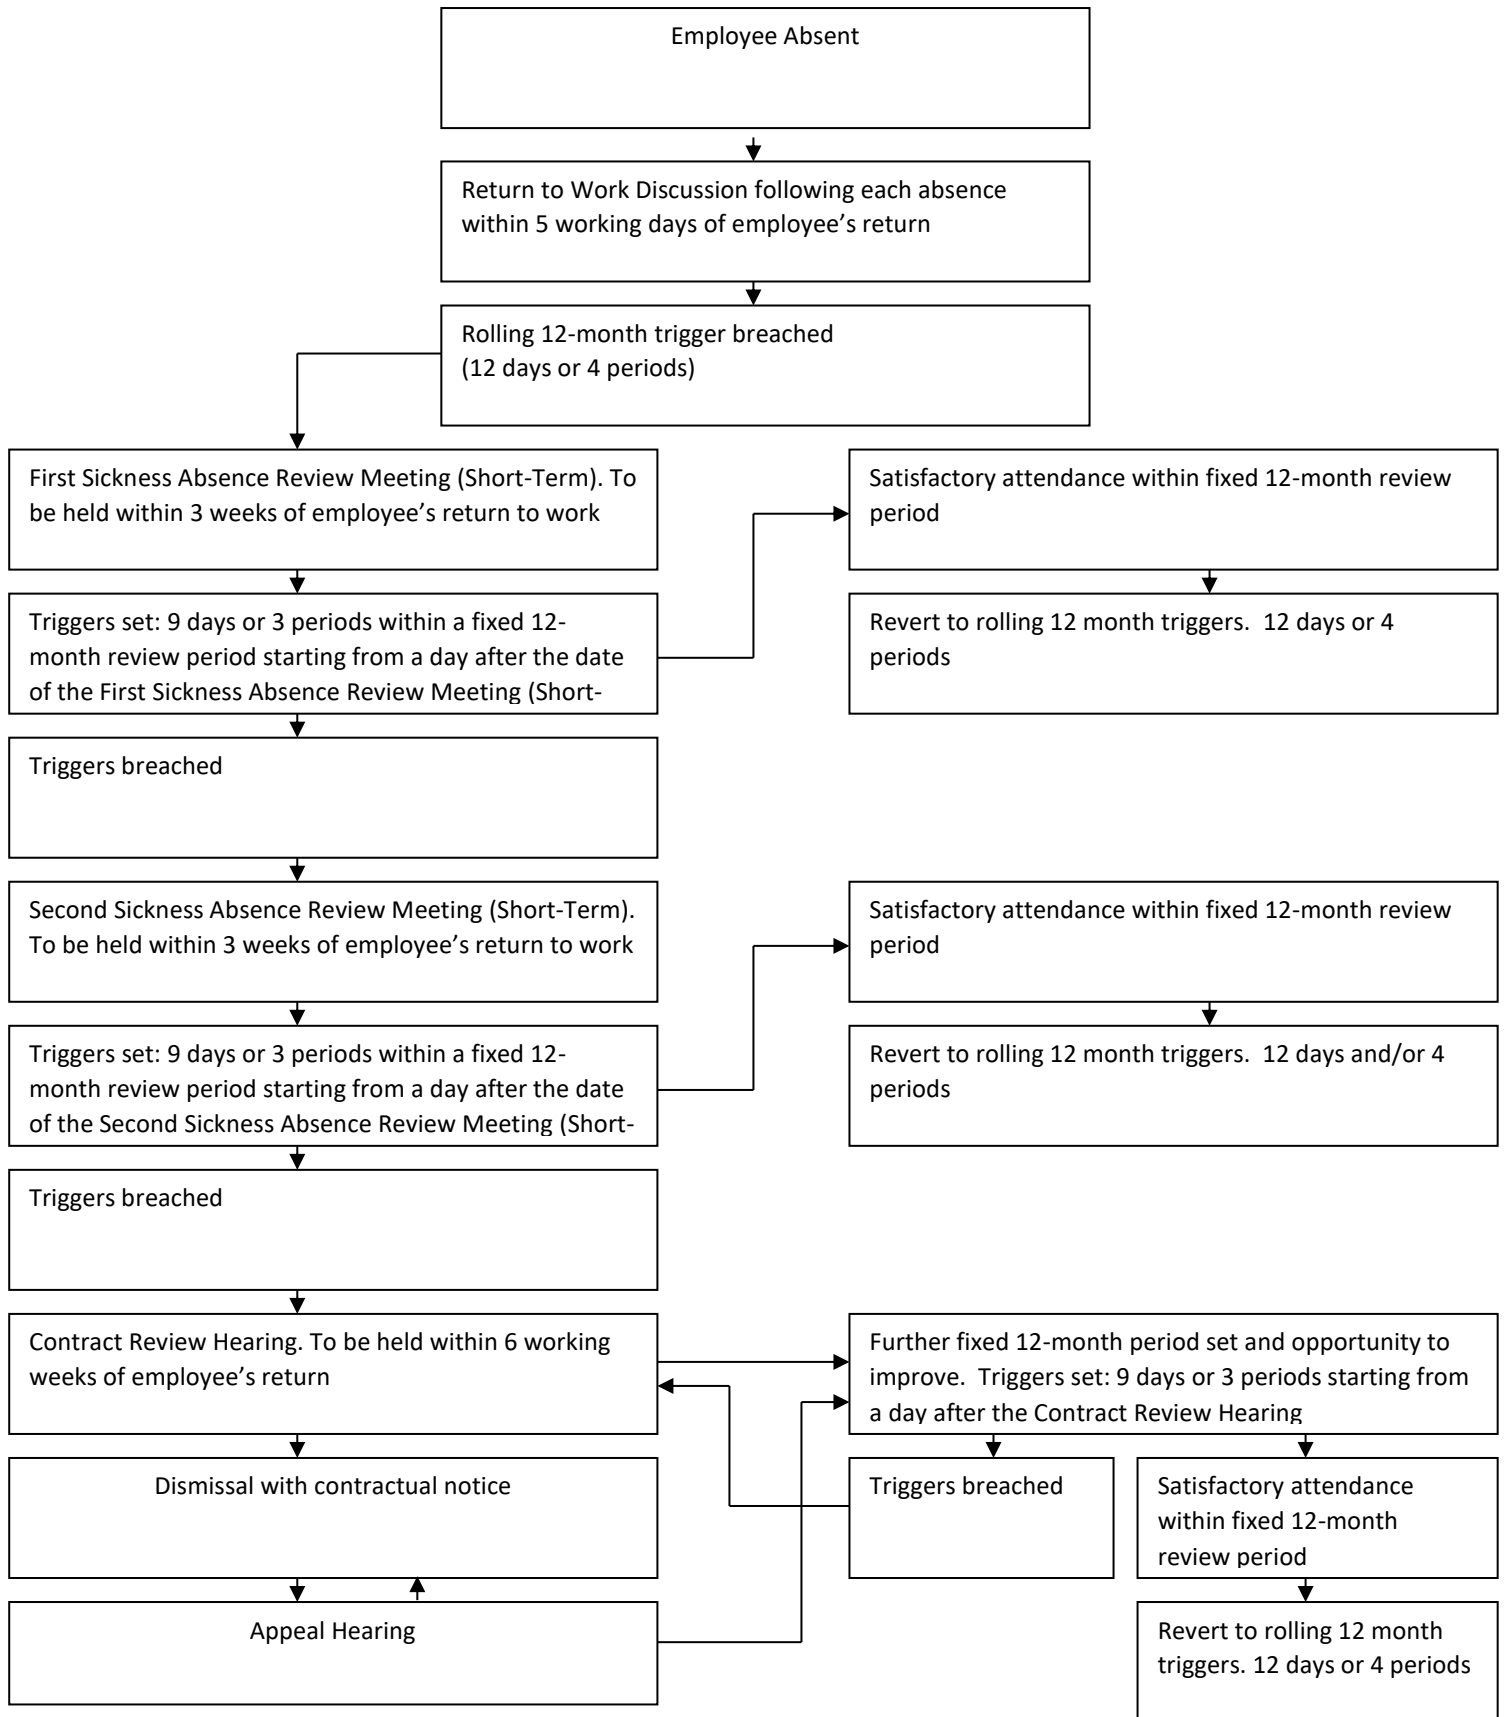 Employee Absent
Return to Work Discussion following each absence
within 5 working days of employee’s return
Rolling 12-month trigger breached
(12 days or 4 periods)
First Sickness Absence Review Meeting (Short-Term). To
be held within 3 weeks of employee’s return to work
Satisfactory attendance within fixed 12-month review
period
Triggers set: 9 days or 3 periods within a fixed 12-
month review period starting from a day after the date
of the First Sickness Absence Review Meeting (Short-
Revert to rolling 12 month triggers.  12 days or 4
periods
Triggers breached
Second Sickness Absence Review Meeting (Short-Term).
To be held within 3 weeks of employee’s return to work
Satisfactory attendance within fixed 12-month review
period
Triggers set: 9 days or 3 periods within a fixed 12-
month review period starting from a day after the date
of the Second Sickness Absence Review Meeting (Short-
Revert to rolling 12 month triggers.  12 days and/or 4
periods
Triggers breached
Contract Review Hearing. To be held within 6 working
weeks of employee’s return
Further fixed 12-month period set and opportunity to
improve.  Triggers set: 9 days or 3 periods starting from
a day after the Contract Review Hearing
Dismissal with contractual notice
Triggers breached
Satisfactory attendance
within fixed 12-month
review period
Appeal Hearing
Revert to rolling 12 month
triggers. 12 days or 4 periods